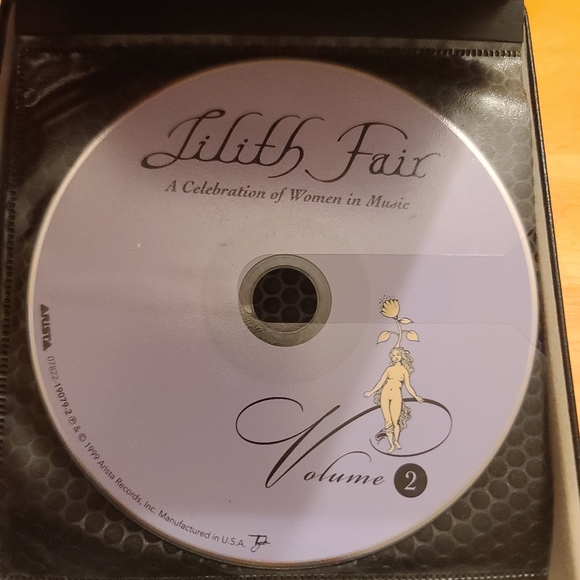 Lilith Fair
A Celebration of Women in Music
Volume 2
ARISTA 07822-19079-2 ℗ & © 1999 Arista Records, Inc. Manufactured in U.S.A.